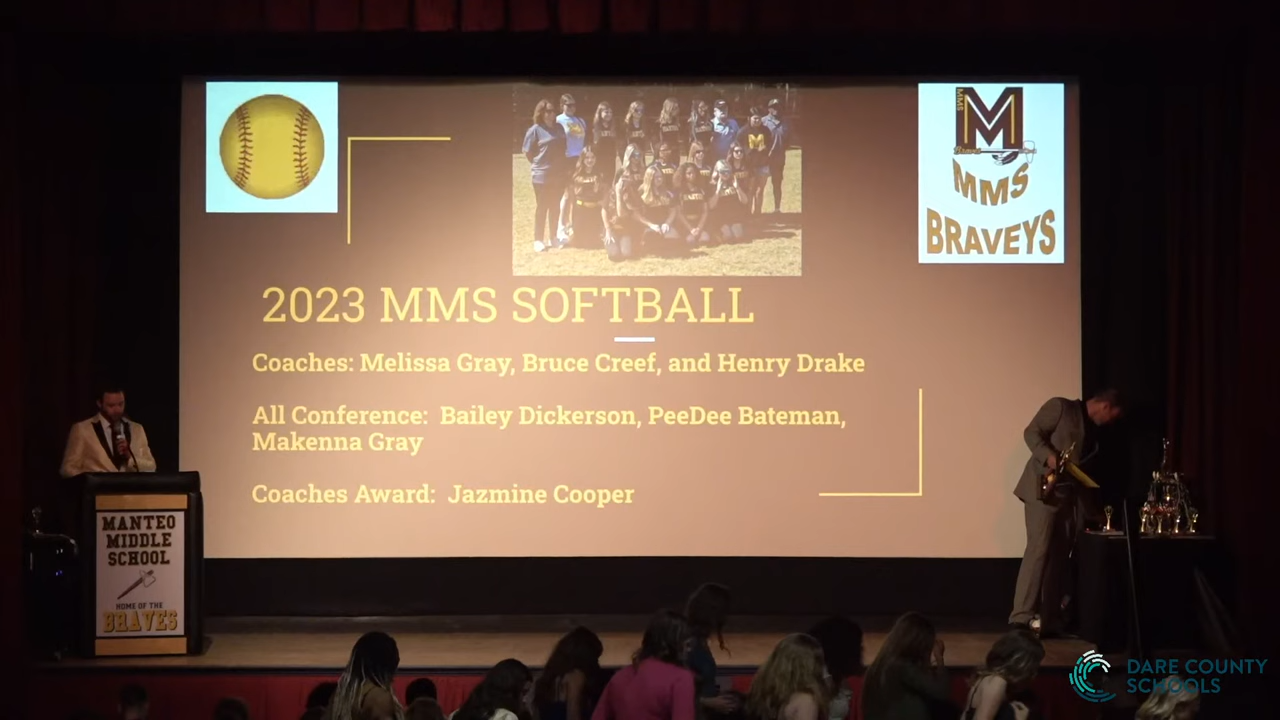 MMS
M
MMS
BRAVEYS
M
2023 MMS SOFTBALL
Coaches: Melissa Gray, Bruce Creef, and Henry Drake
All Conference: Bailey Dickerson, PeeDee Bateman,
Makenna Gray
Coaches Award: Jazmine Cooper
MANTEO
MIDDLE
SCHOOL
HOME OF THE
BRAVES
DARE COUNTY
SCHOOLS